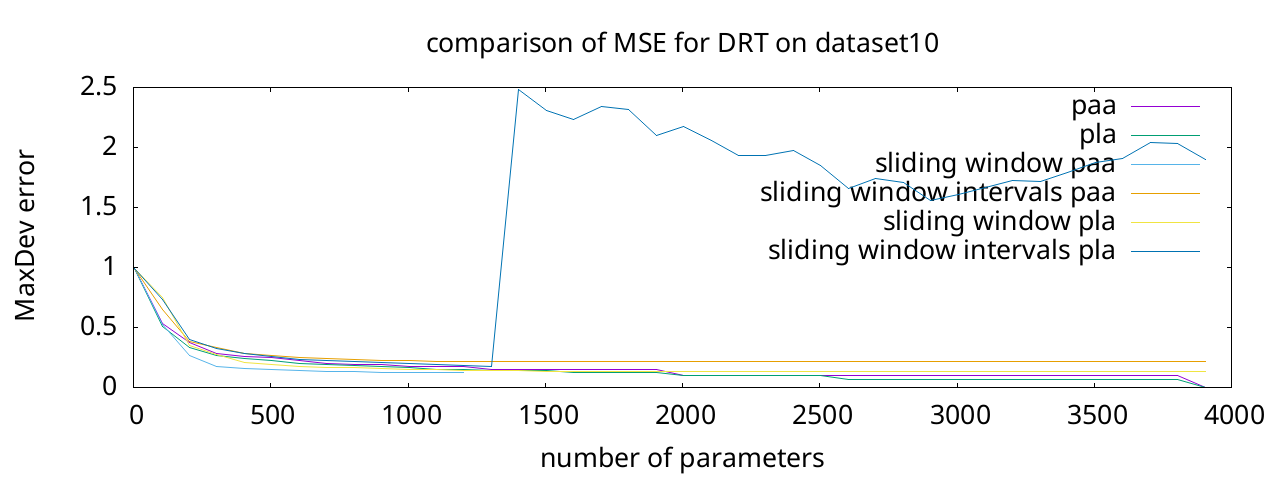 comparison of MSE for DRT on dataset10
MaxDev error
2.5
2
1.5
1
0.5
0
paa
pla
sliding window paa
sliding window intervals paa
sliding window pla
sliding window intervals pla
0 500 1000 1500 2000 2500 3000 3500 4000
number of parameters